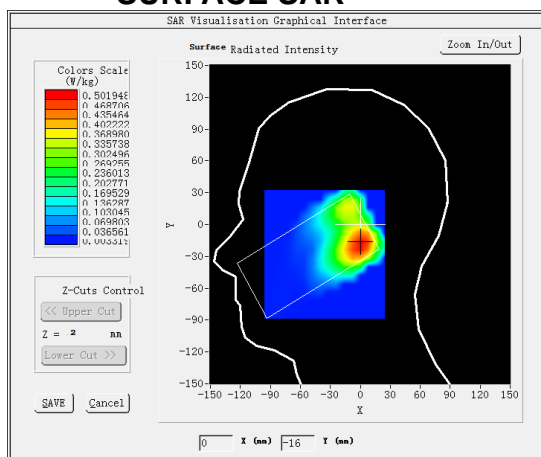 SURFACE SAR
SAR Visualisation Graphical Interface
Surface Radiated Intensity
Zoom In/Out
Colors Scale
(W/kg)
0.501948
0.468706
0.435464
0.402222
0.368980
0.335738
0.302496
0.269255
0.236013
0.202771
0.169529
0.136287
0.103045
0.069803
0.036561
0.003319
Z-Cuts Control
<< Upper Cut
Z = 2 mm
Lower Cut >>
SAVE Cancel
150
120
90
60
30
0
-30
-60
-90
-120
-150
Y
-150 -120 -90 -60 -30 0 30 60 90 120 150
X
0 X (mm) -16 Y (mm)